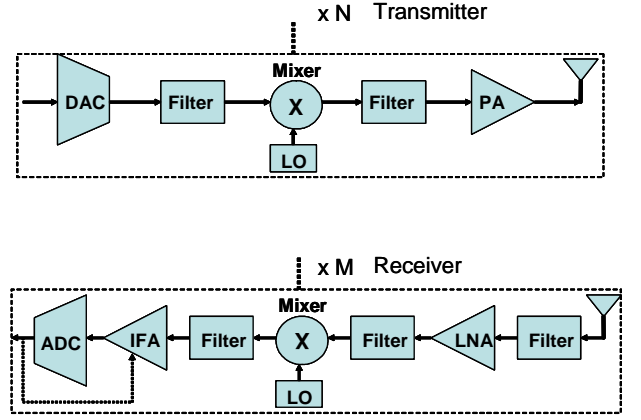 x N Transmitter
Mixer
DAC Filter X Filter PA
LO
x M Receiver
Mixer
ADC IFA Filter X Filter LNA Filter
LO